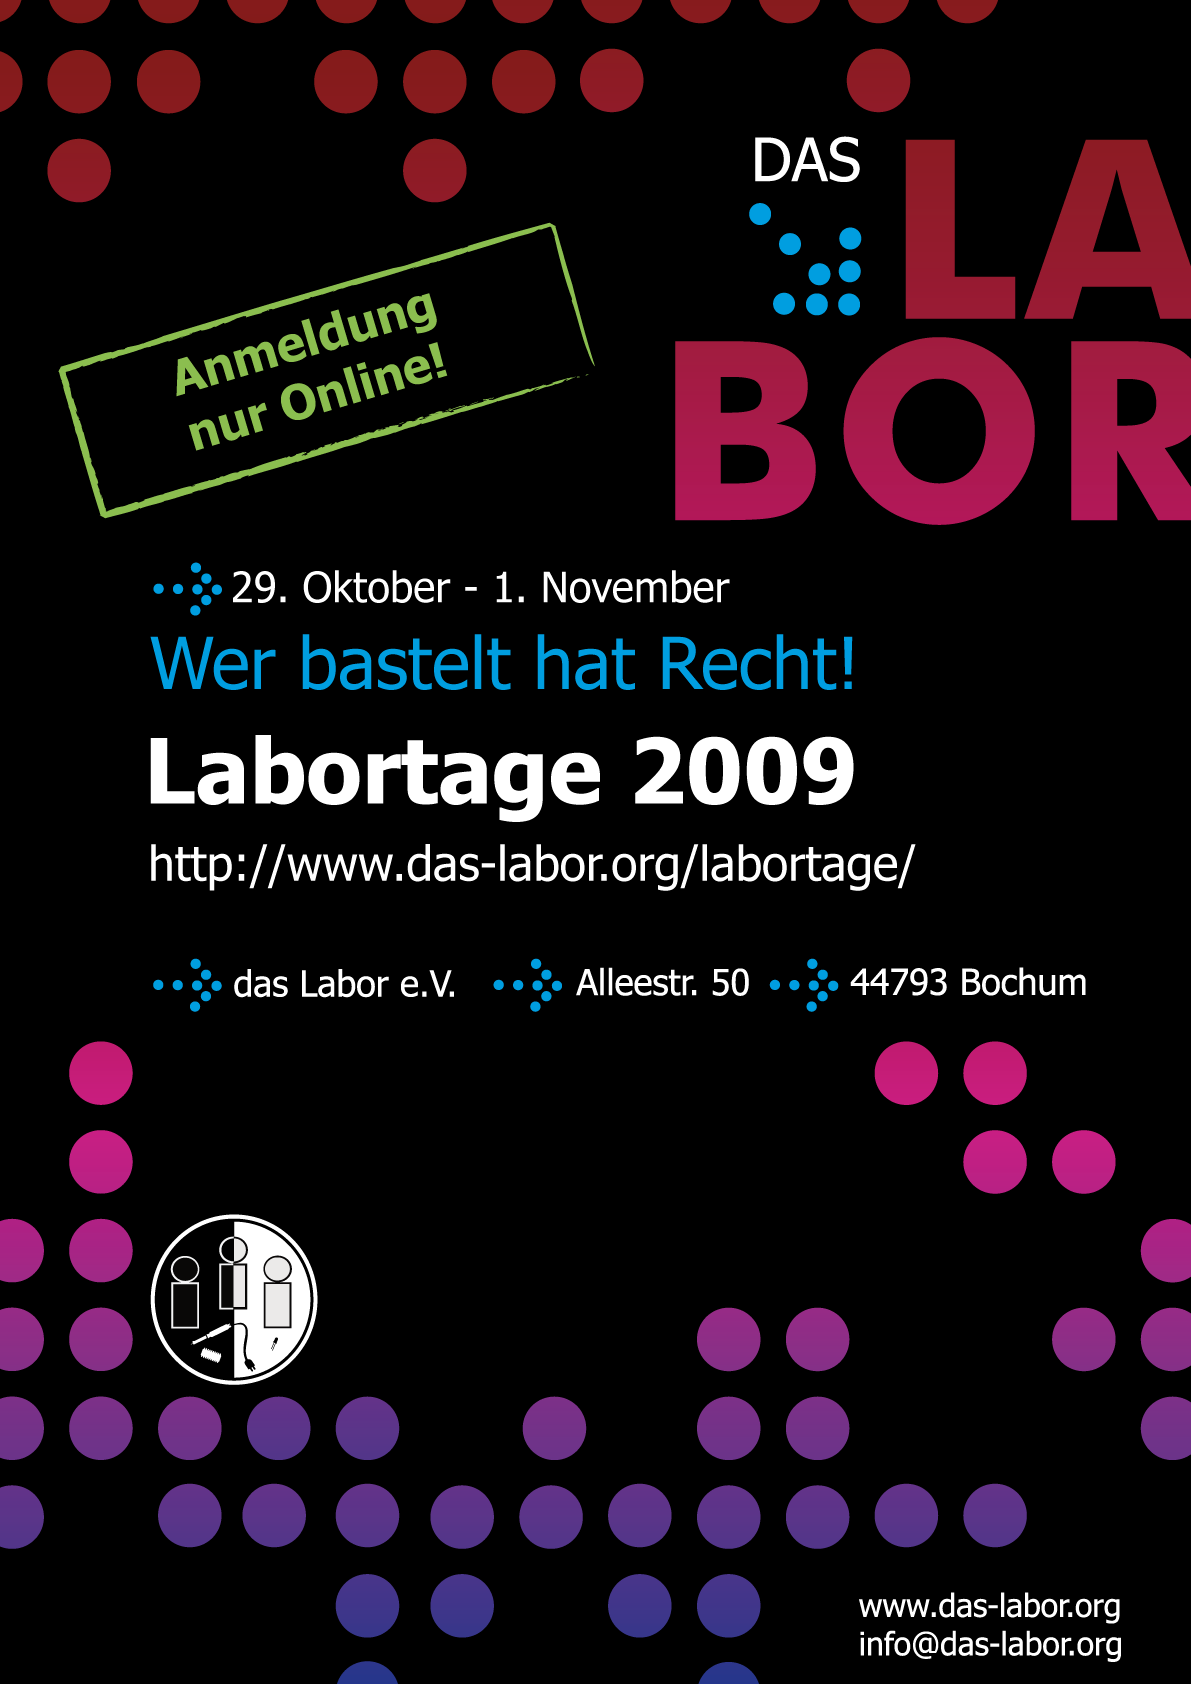 DAS
LA
BOR
Anmeldung
nur Online!
29. Oktober - 1. November
Wer bastelt hat Recht!
Labortage 2009
http://www.das-labor.org/labortage/
das Labor e.V. Alleestr. 50 44793 Bochum
www.das-labor.org
info@das-labor.org